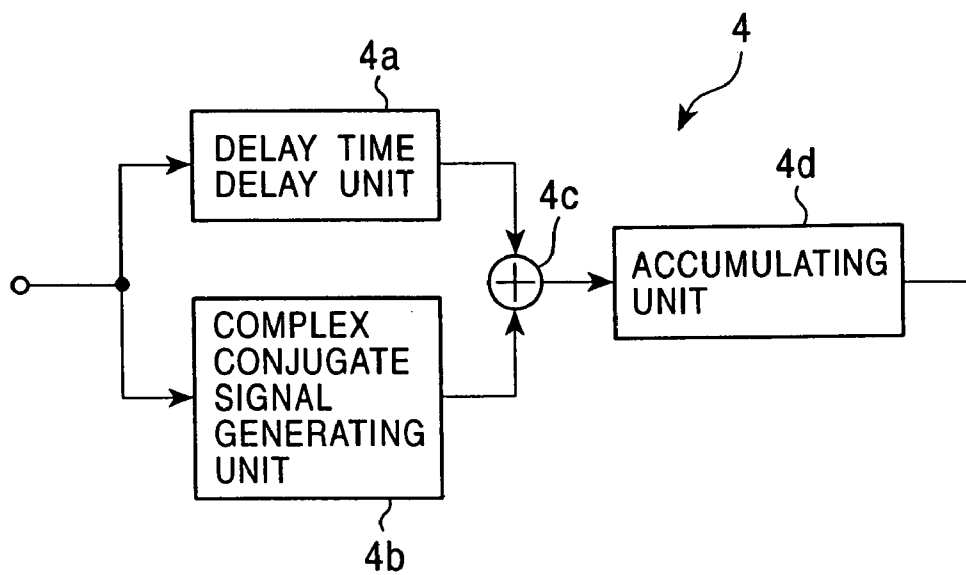 4
4a
DELAY TIME
DELAY UNIT
4c
4d
ACCUMULATING
UNIT
COMPLEX
CONJUGATE
SIGNAL
GENERATING
UNIT
4b